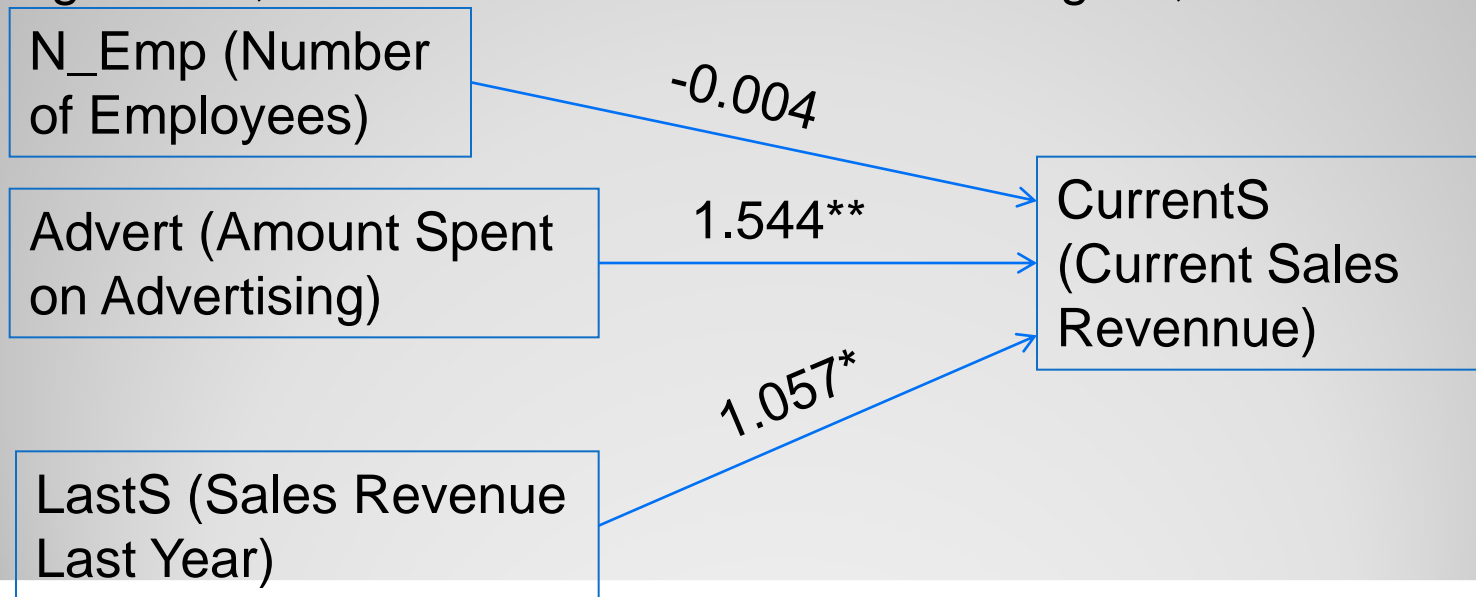 N_Emp (Number
of Employees)
-0.004
Advert (Amount Spent
on Advertising)
1.544**
CurrentS
(Current Sales
Revennue)
1.057*
LastS (Sales Revenue
Last Year)